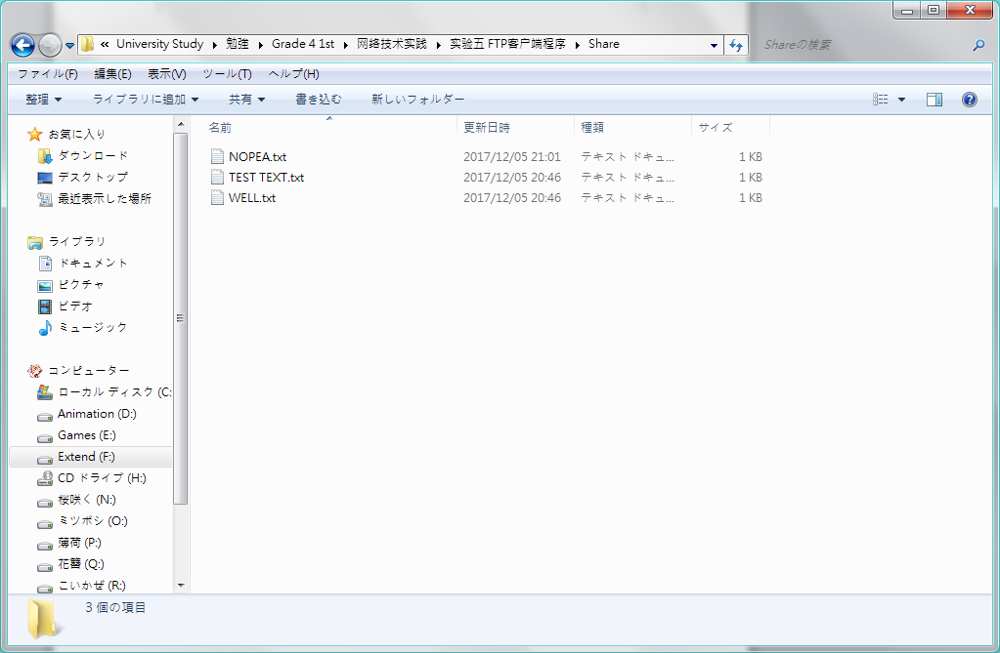 « University Study ▸ 勉強 ▸ Grade 4 1st ▸ 网络技术实践 ▸ 实验五 FTP客户端程序 ▸ Share
Shareの検索
ファイル(F) 編集(E) 表示(V) ツール(T) ヘルプ(H)
整理 ライブラリに追加 共有 書き込む 新しいフォルダー
お気に入り
ダウンロード
デスクトップ
最近表示した場所
ライブラリ
ドキュメント
ピクチャ
ビデオ
ミュージック
コンピューター
ローカル ディスク (C:
Animation (D:)
Games (E:)
Extend (F:)
CD ドライブ (H:)
桜咲く (N:)
ミツボシ (O:)
薄荷 (P:)
花簪 (Q:)
こいかぜ (R:)
名前 更新日時 種類 サイズ
NOPEA.txt 2017/12/05 21:01 テキスト ドキュ... 1 KB
TEST TEXT.txt 2017/12/05 20:46 テキスト ドキュ... 1 KB
WELL.txt 2017/12/05 20:46 テキスト ドキュ... 1 KB
3 個の項目